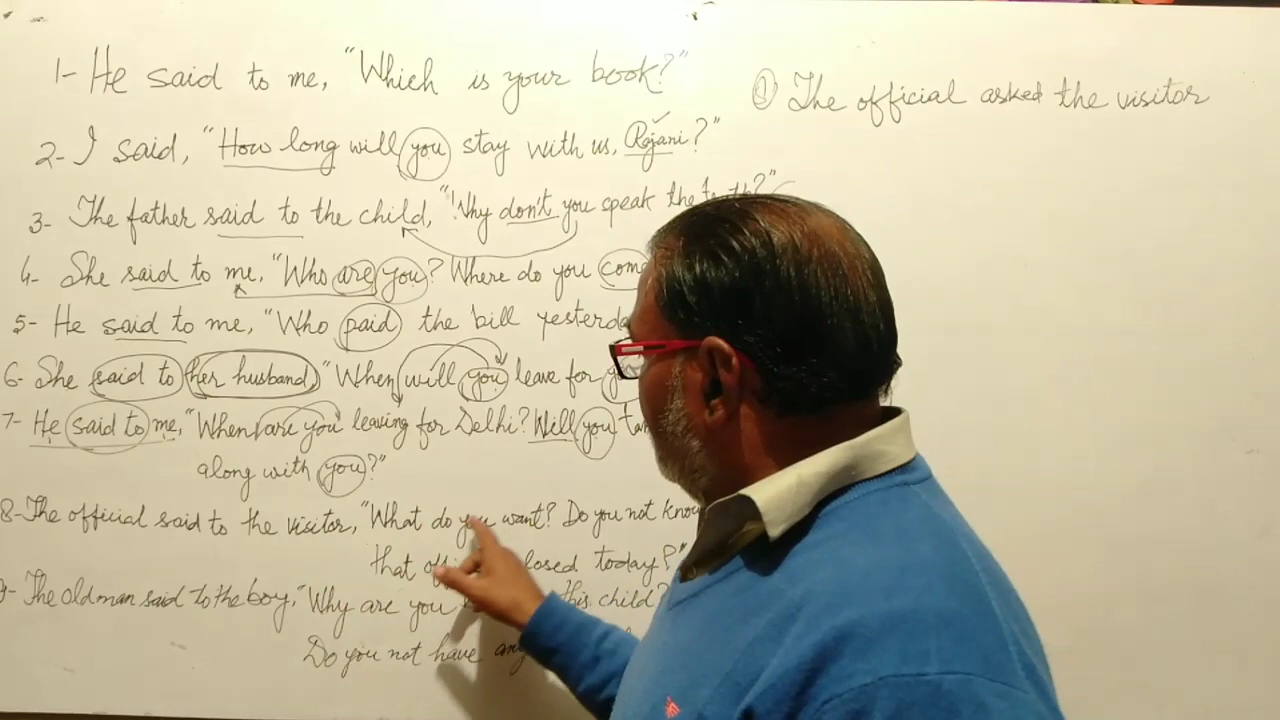 1- He said to me, "Which is your book?"
2- I said, "How long will you stay with us, Rajani?"
3- The father said to the child, "Why don't you speak the
4- She said to me, "Who are you? Where do you
5- He said to me, "Who paid the bill
6- She said to her husband, "When will you leave for
7- He said to me, "When are you leaving for Delhi? Will you
along with you?"
8- The official said to the visitor, "What do you want? Do you not
that closed today?"
9- The old man said to the boy, "Why are you this child?
Do you not have
⑧ The official asked the visitor